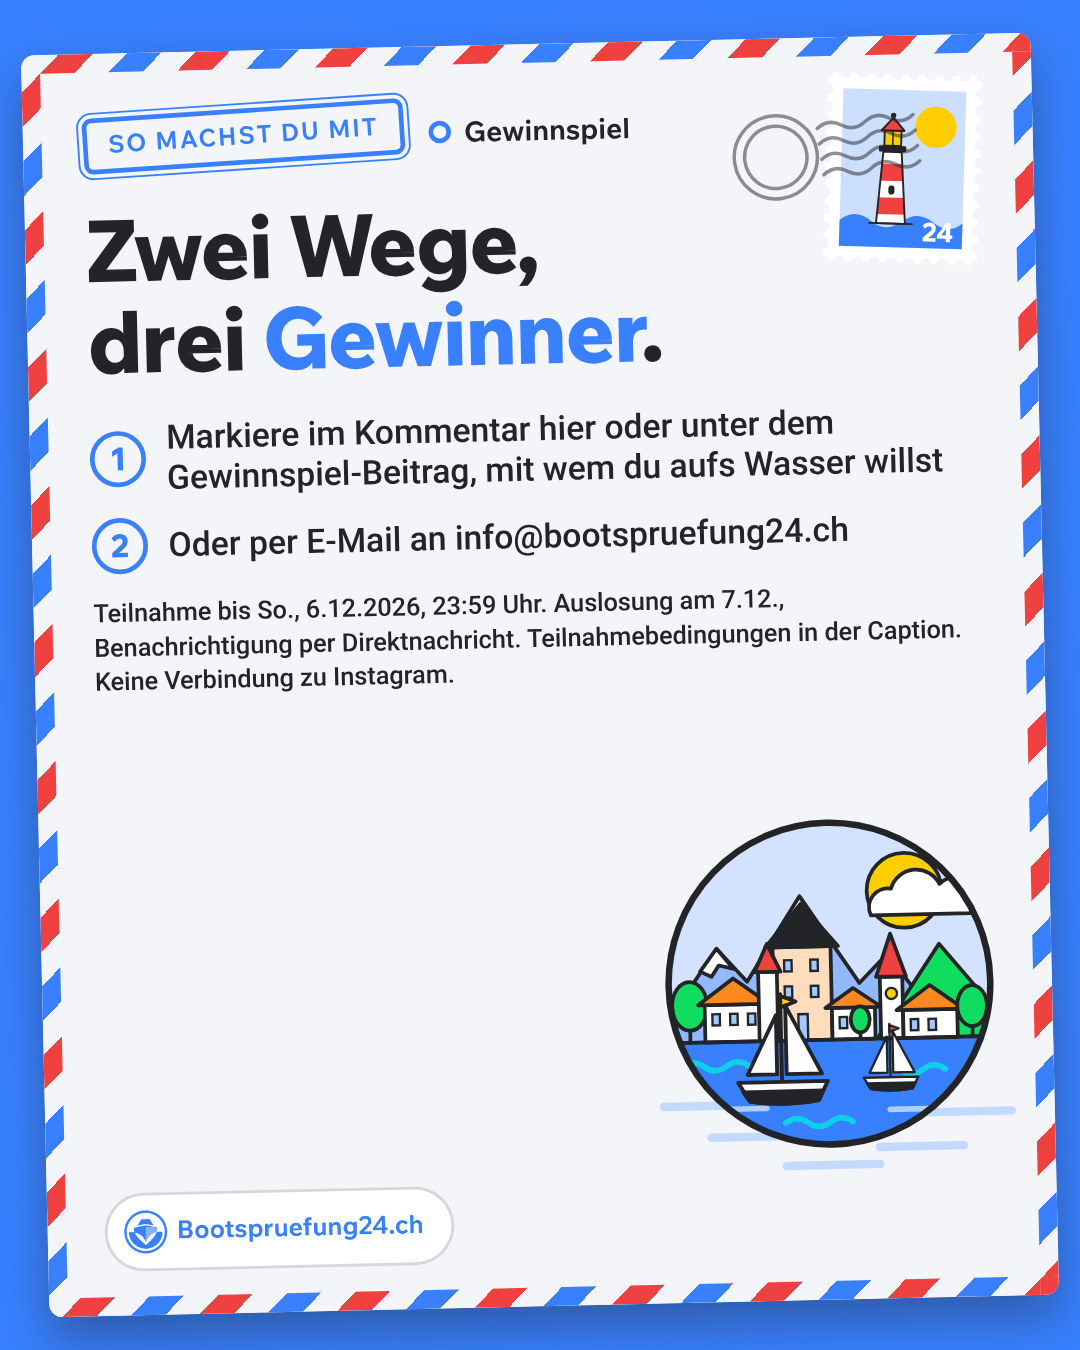 SO MACHST DU MIT
Gewinnspiel
24
Zwei Wege,
drei Gewinner.
1
Markiere im Kommentar hier oder unter dem
Gewinnspiel-Beitrag, mit wem du aufs Wasser willst
2
Oder per E-Mail an info@bootspruefung24.ch
Teilnahme bis So., 6.12.2026, 23:59 Uhr. Auslosung am 7.12.,
Benachrichtigung per Direktnachricht. Teilnahmebedingungen in der Caption.
Keine Verbindung zu Instagram.
Bootspruefung24.ch